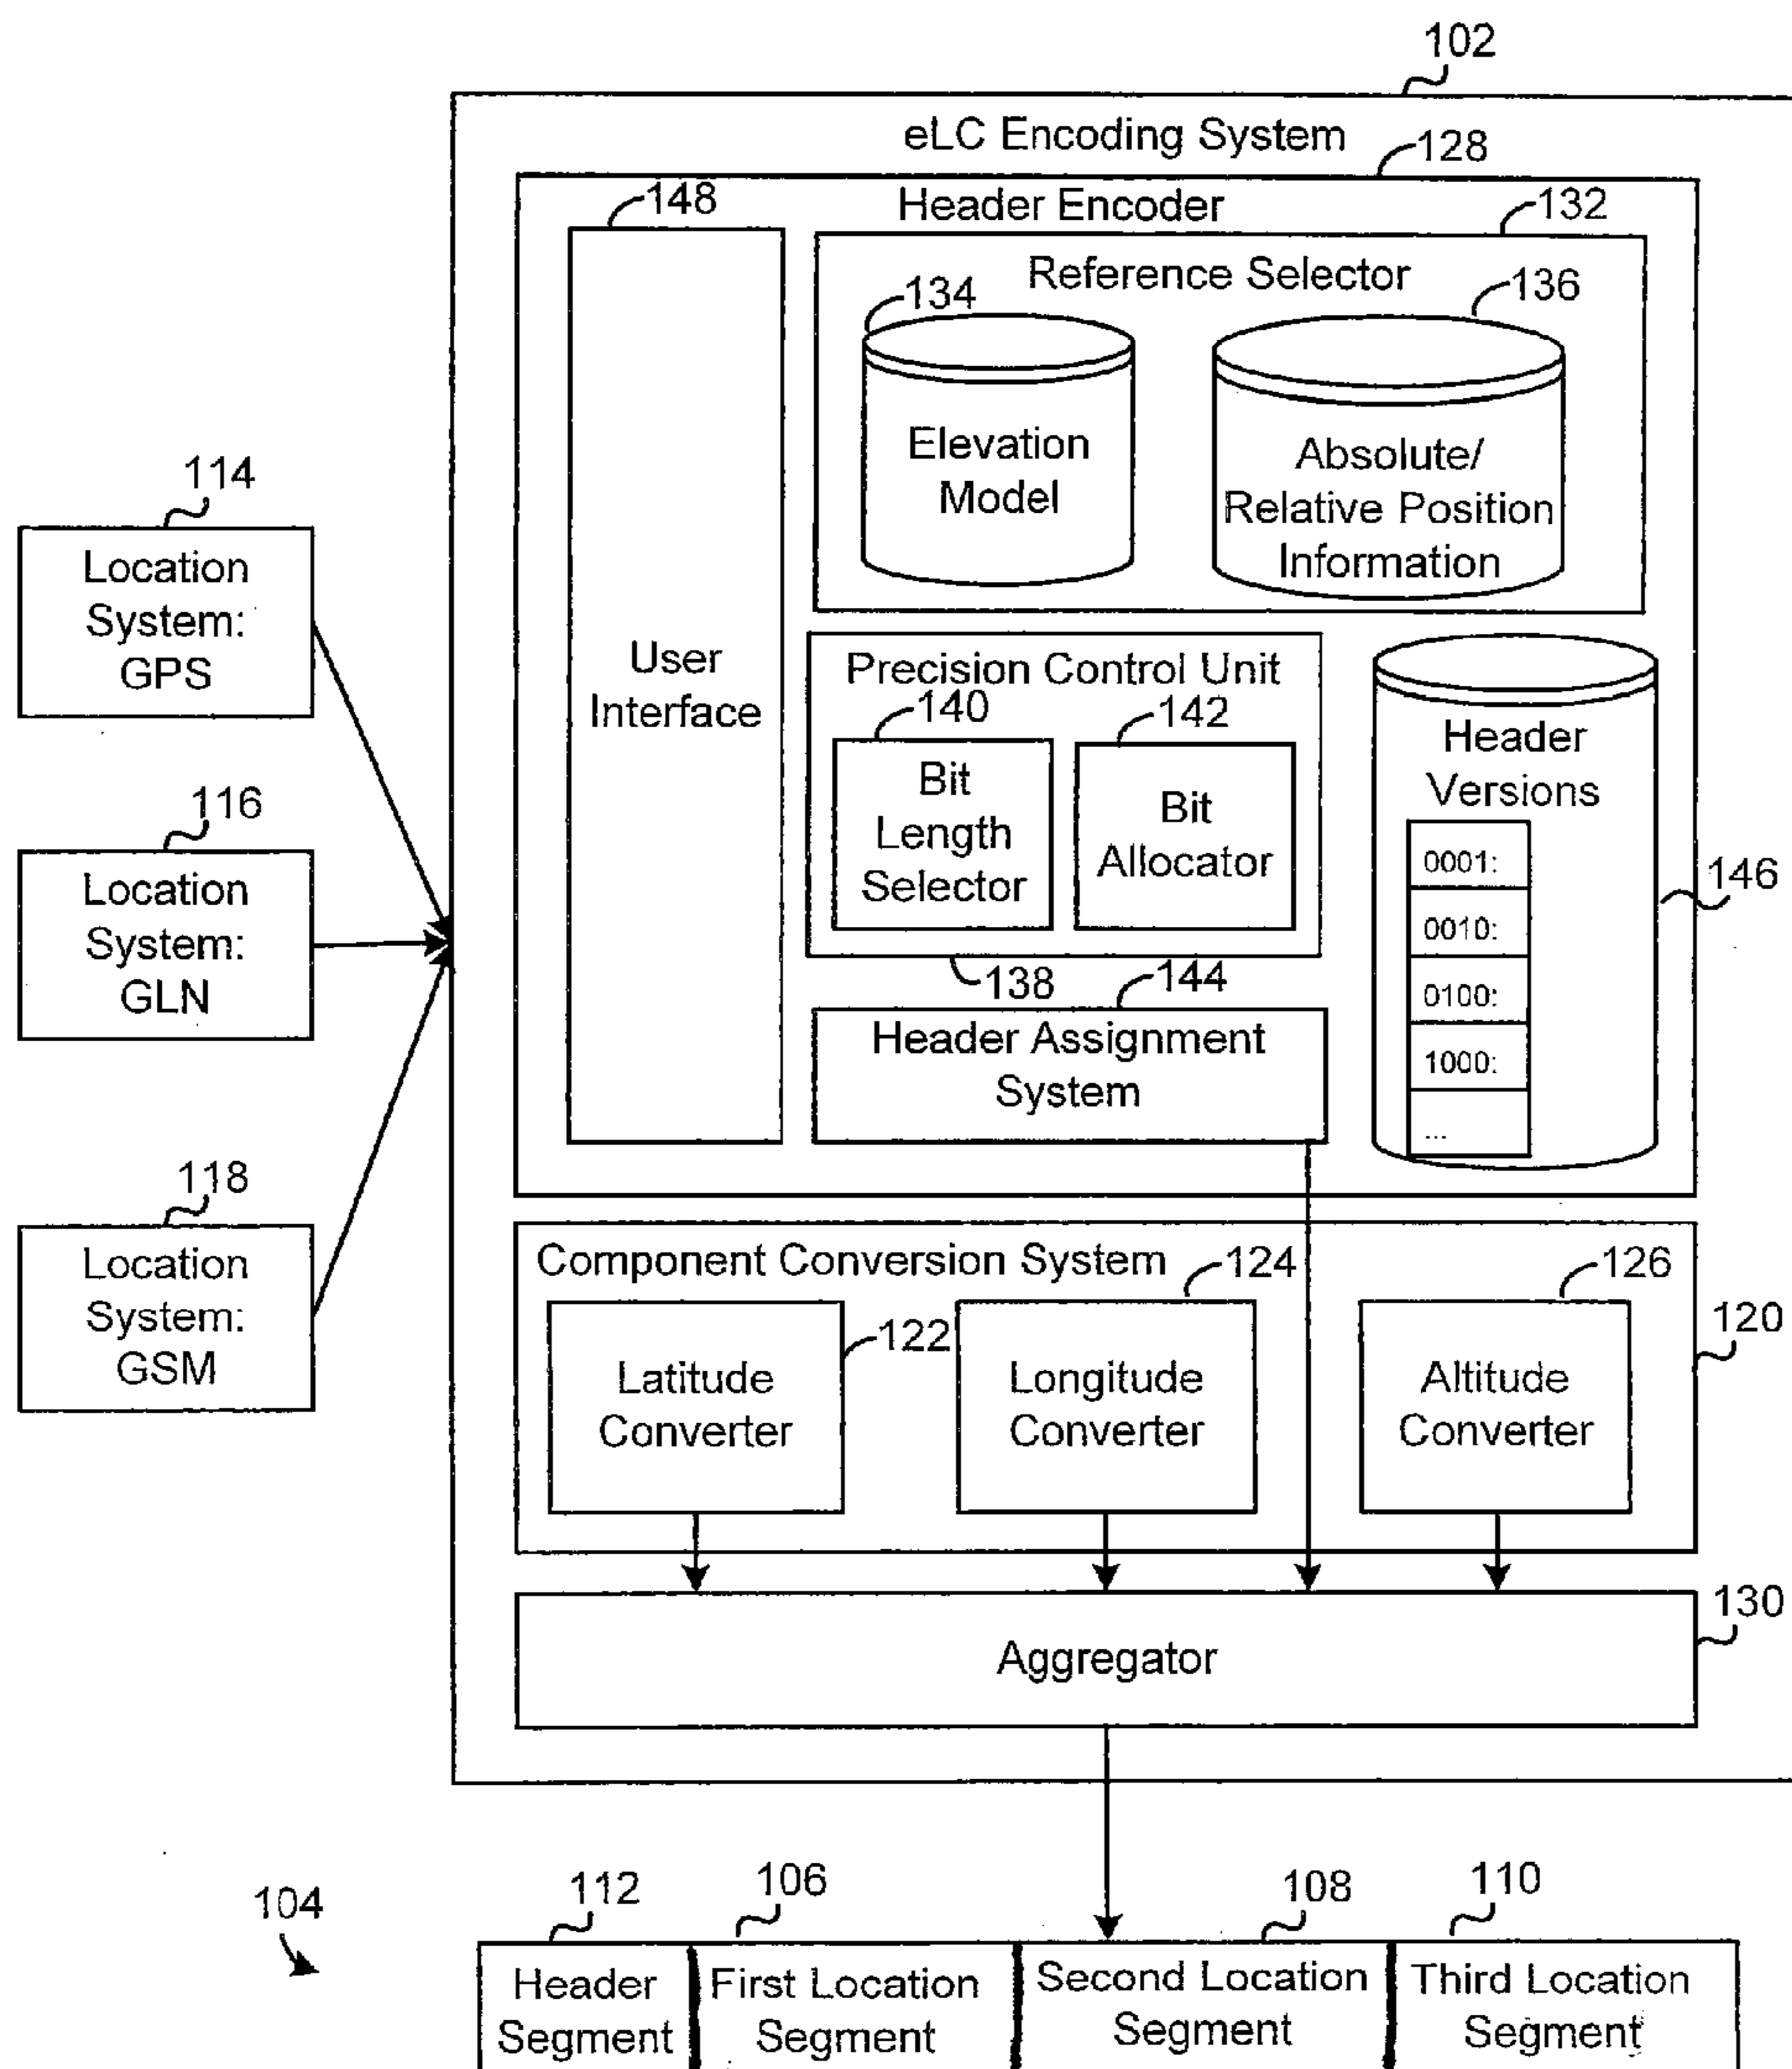 102
eLC Encoding System
128
148
Header Encoder
132
Reference Selector
134
136
Elevation
Model
Absolute/
Relative Position
Information
114
Location
System:
GPS
User
Interface
Precision Control Unit
140
142
Bit
Length
Selector
Bit
Allocator
Header
Versions
0001:
0010:
0100:
1000:
...
146
116
Location
System:
GLN
138
144
Header Assignment
System
118
Location
System:
GSM
Component Conversion System
124
126
120
122
Latitude
Converter
Longitude
Converter
Altitude
Converter
130
Aggregator
104
112
106
108
110
Header
Segment
First Location
Segment
Second Location
Segment
Third Location
Segment